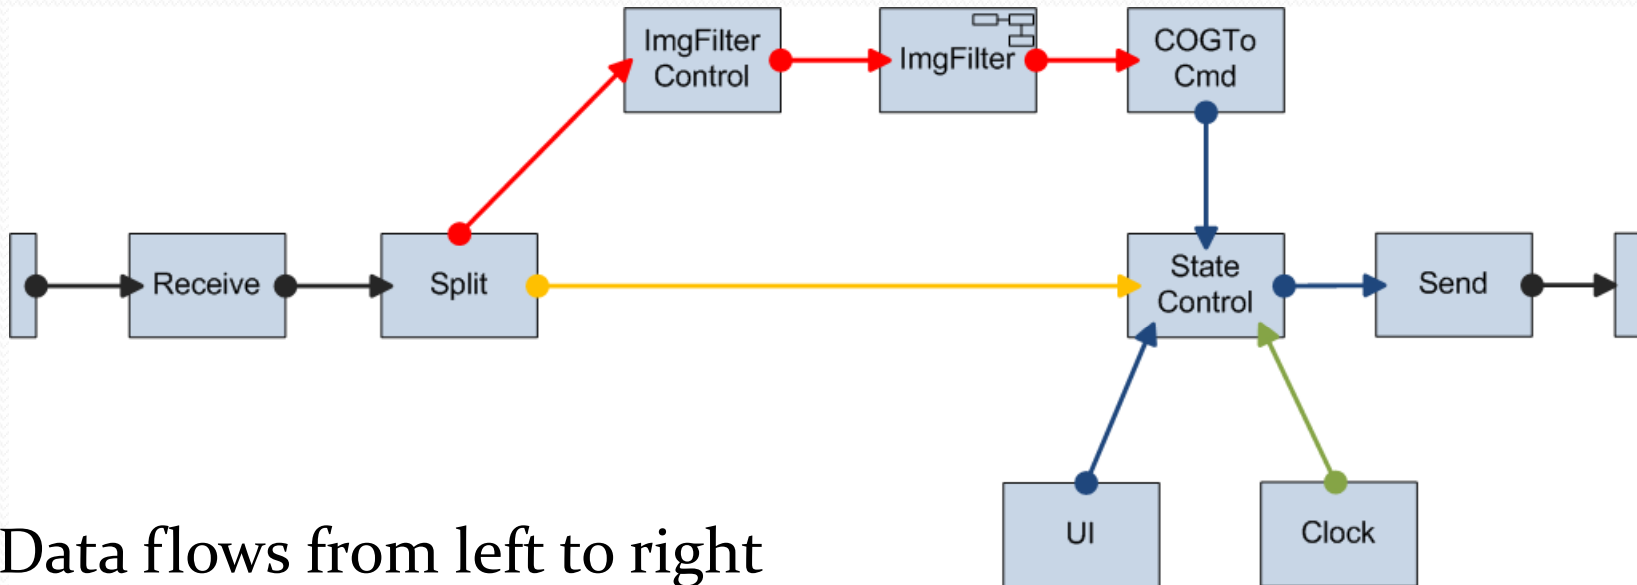 ImgFilter
Control
ImgFilter
COGTo
Cmd
Receive
Split
State
Control
Send
UI
Clock
Data flows from left to right